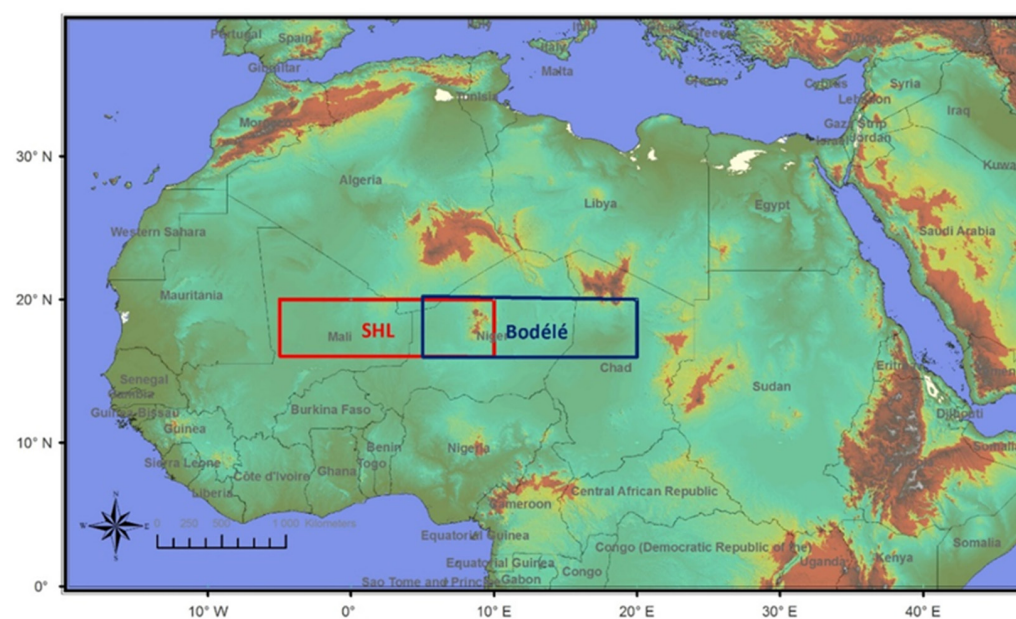 Portugal
Spain
Italy
Greece
Gibraltar
Malta
Cyprus
Syria
Lebanon
Iraq
Tunisia
Morocco
Gaza Strip
Israel
Jordan
30° N
Kuwa
Algeria
Libya
Egypt
Western Sahara
Saudi Arabia
20° N
Mauritania
Mali
SHL
Niger
Bodélé
Chad
Eritrea
Senegal
Gambia
Sudan
Burkina Faso
Guinea-Bissau
Djibouti
Guinea
10° N
Benin
Nigeria
Somalia
Sierra Leone
Côte d'Ivoire
Ghana
Togo
Liberia
Central African Republic
Cameroon
N
W
E
S
0 250 500 1 000 Kilometers
Equatorial Guinea
Congo (Democratic Republic of the)
Somalia
Kenya
Uganda
Equatorial Guinea
Congo
Sao Tome and Principe
Gabon
0°
10° W
0°
10° E
20° E
30° E
40° E